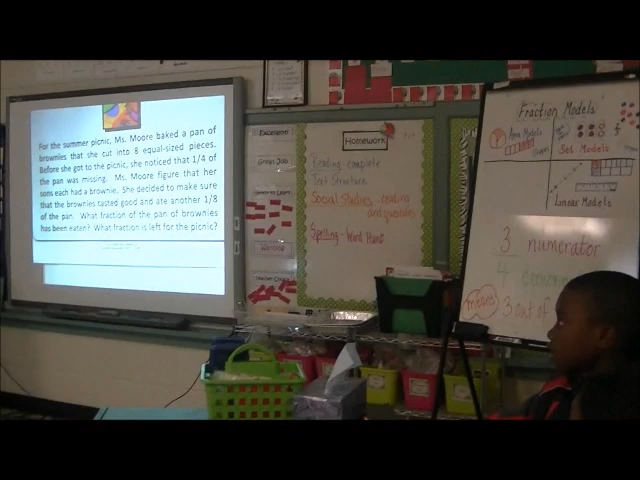 For the summer picnic, Ms. Moore baked a pan of
brownies that she cut into 8 equal-sized pieces.
Before she got to the picnic, she noticed that 1/4 of
the pan was missing. Ms. Moore figure that her
sons each had a brownie. She decided to make sure
that the brownies tasted good and ate another 1/8
of the pan. What fraction of the pan of brownies
has been eaten? What fraction is left for the picnic?
Excellent!
Great Job
Warning
Homework
Reading - complete
Text Structure
Social Studies - reading
and questions
Spelling - Word Hunt
Fraction Models
Area Models
Set Models
Linear Models
3 numerator
4
means 3 out of